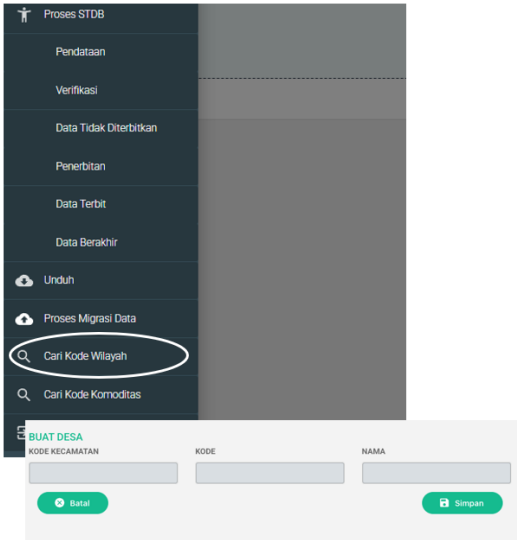 Proses STDB
Pendataan
Verifikasi
Data Tidak Diterbitkan
Penerbitan
Data Terbit
Data Berakhir
Unduh
Proses Migrasi Data
Cari Kode Wilayah
Cari Kode Komoditas
BUAT DESA
KODE KECAMATAN KODE NAMA
Batal Simpan